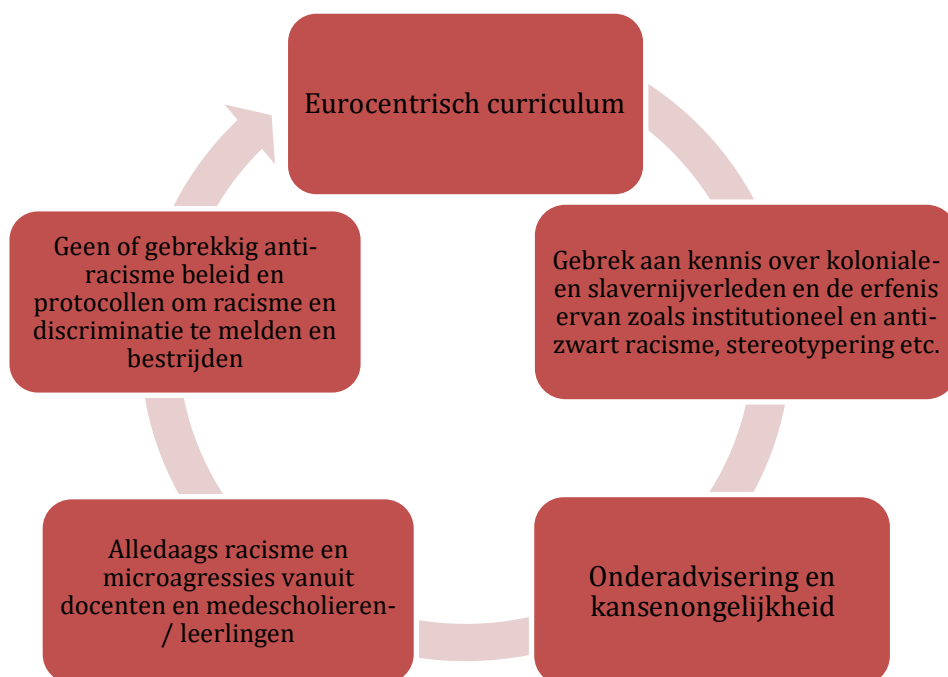 Eurocentrisch curriculum
Gebrek aan kennis over koloniale-
en slavernijverleden en de erfenis
ervan zoals institutioneel en anti-
zwart racisme, stereotypering etc.
Onderadvisering en
kansenongelijkheid
Alledaags racisme en
microagressies vanuit
docenten en medescholieren-
/ leerlingen
Geen of gebrekkig anti-
racisme beleid en
protocollen om racisme en
discriminatie te melden en
bestrijden